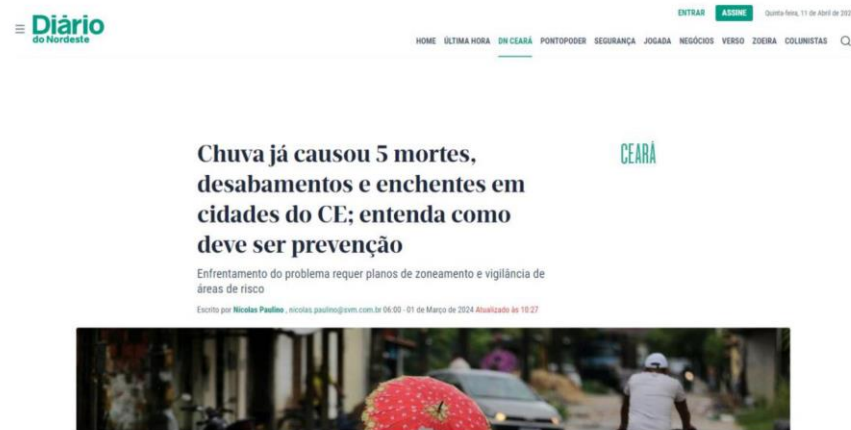 ENTRAR ASSINE Quinta-feira, 11 de Abril de 202
Diário
do Nordeste
HOME ÚLTIMA HORA DN CEARÁ PONTOPODER SEGURANÇA JOGADA NEGÓCIOS VERSO ZOEIRA COLUNISTAS
Chuva já causou 5 mortes,
desabamentos e enchentes em
cidades do CE; entenda como
deve ser prevenção
CEARÁ
Enfrentamento do problema requer planos de zoneamento e vigilância de
áreas de risco
Escrito por Nicolas Paulino , nicolas.paulino@svm.com.br 06:00 - 01 de Março de 2024 Atualizado às 10:27